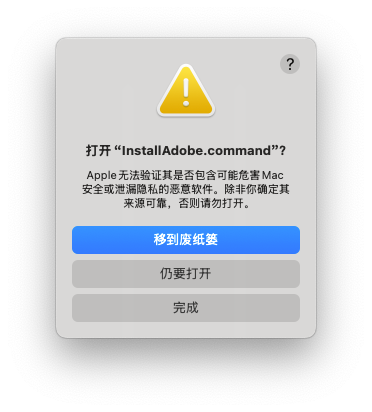 ?
打开 “InstallAdobe.command”?
Apple 无法验证其是否包含可能危害 Mac
安全或泄漏隐私的恶意软件。除非你确定其
来源可靠，否则请勿打开。
移到废纸篓
仍要打开
完成